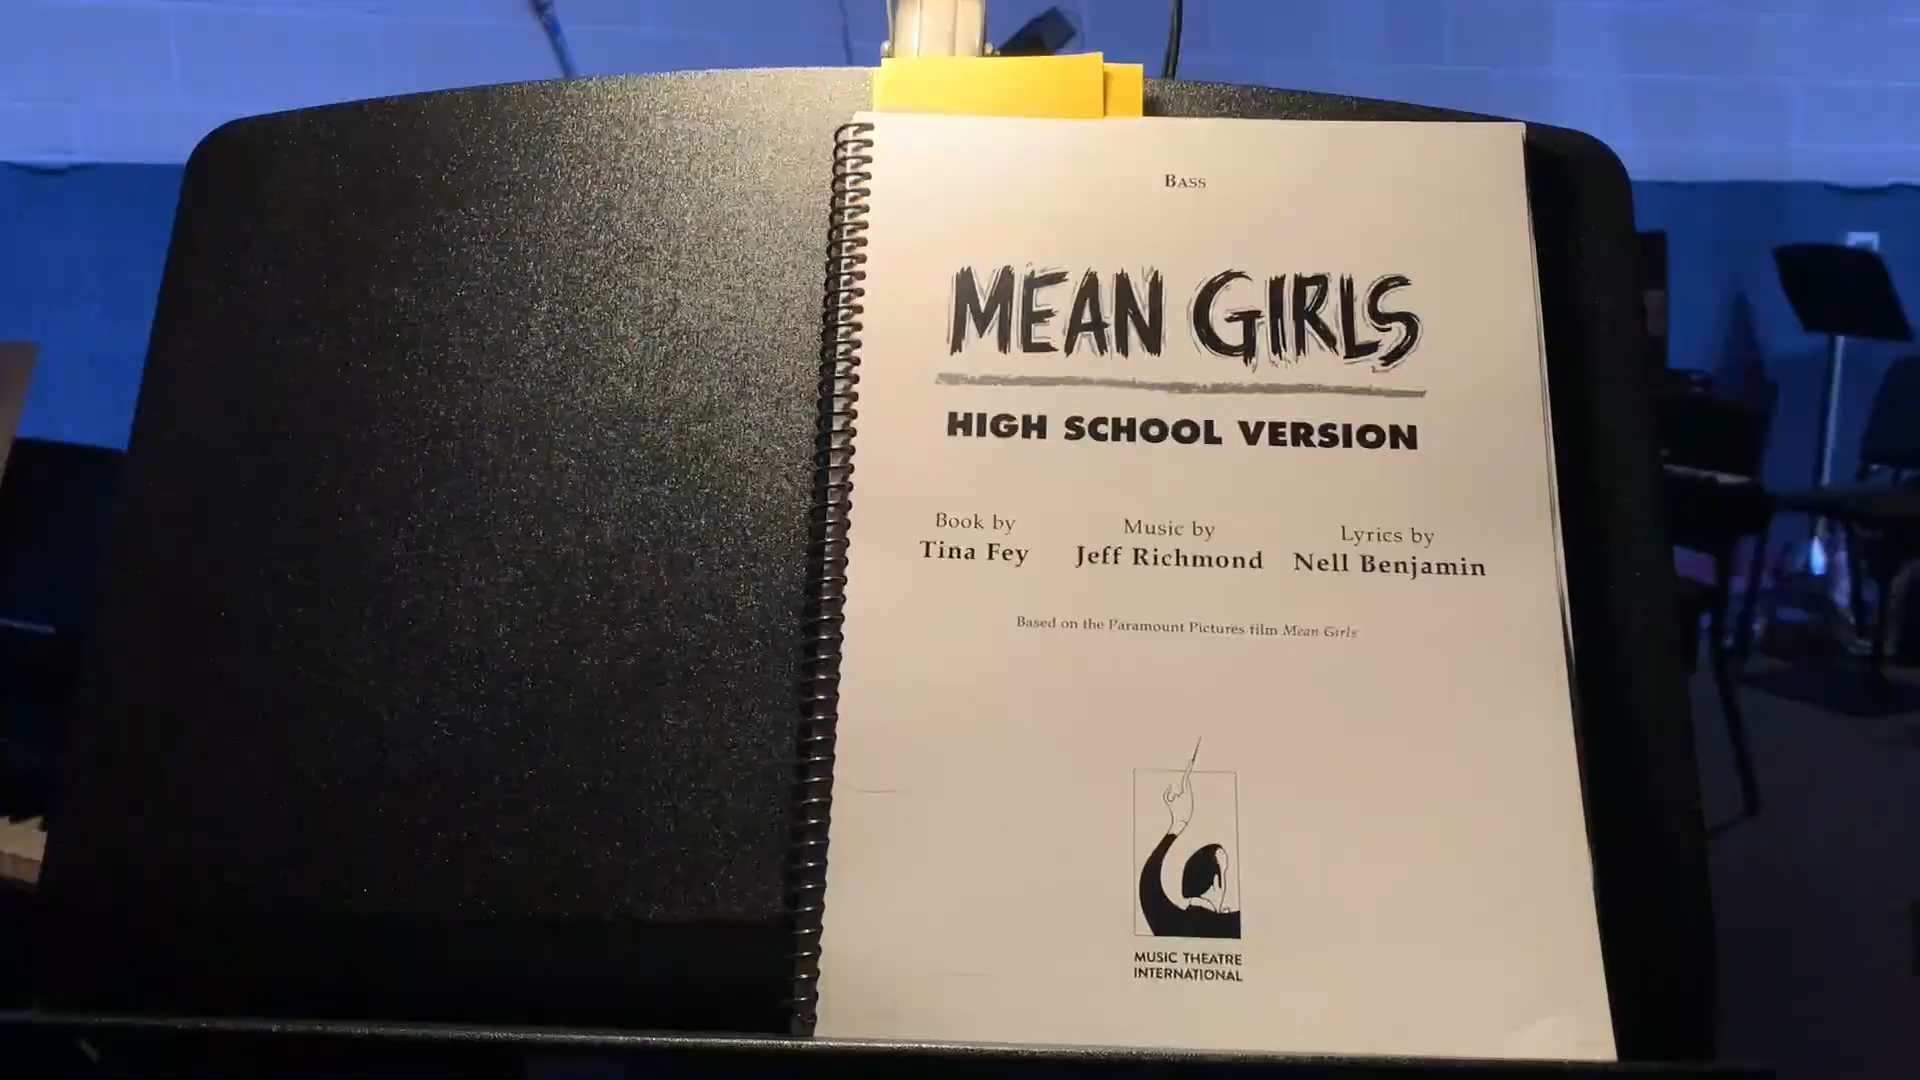 BASS
MEAN GIRLS
HIGH SCHOOL VERSION
Book by
Tina Fey
Music by
Jeff Richmond
Lyrics by
Nell Benjamin
Based on the Paramount Pictures film Mean Girls
MUSIC THEATRE
INTERNATIONAL